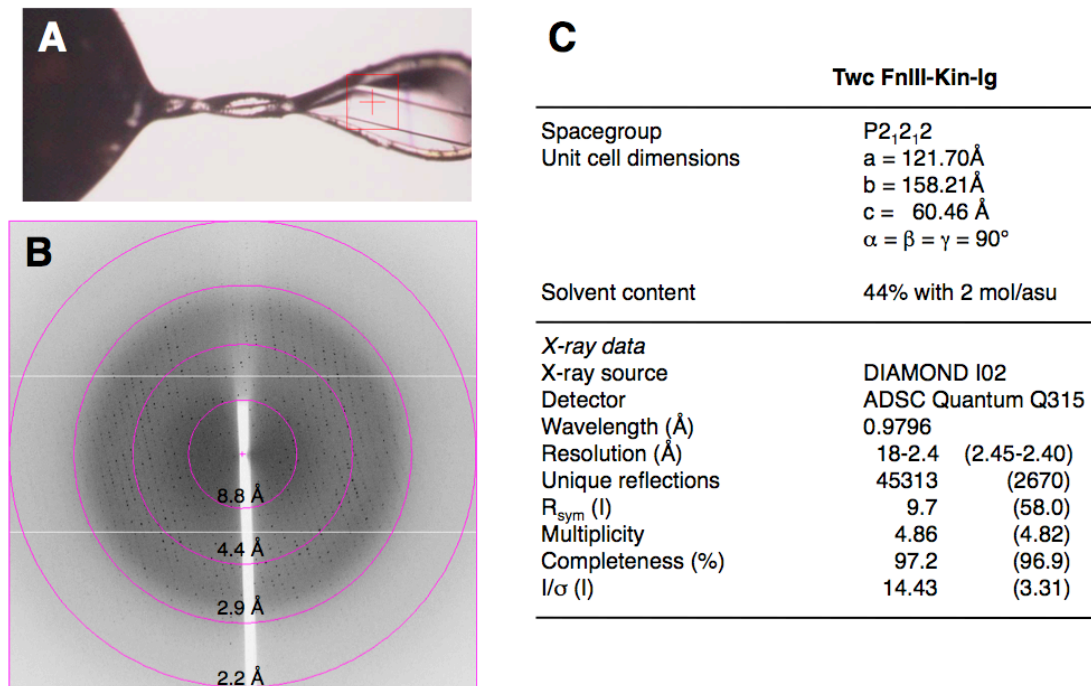 A
B
8.8 Å
4.4 Å
2.9 Å
2.2 Å
C
Twc FnIII-Kin-Ig
Spacegroup P2₁2₁2
Unit cell dimensions a = 121.70Å
b = 158.21Å
c = 60.46 Å
α = β = γ = 90°
Solvent content 44% with 2 mol/asu
X-ray data
X-ray source DIAMOND I02
Detector ADSC Quantum Q315
Wavelength (Å) 0.9796
Resolution (Å) 18-2.4 (2.45-2.40)
Unique reflections 45313 (2670)
Rsym (I) 9.7 (58.0)
Multiplicity 4.86 (4.82)
Completeness (%) 97.2 (96.9)
I/σ (I) 14.43 (3.31)